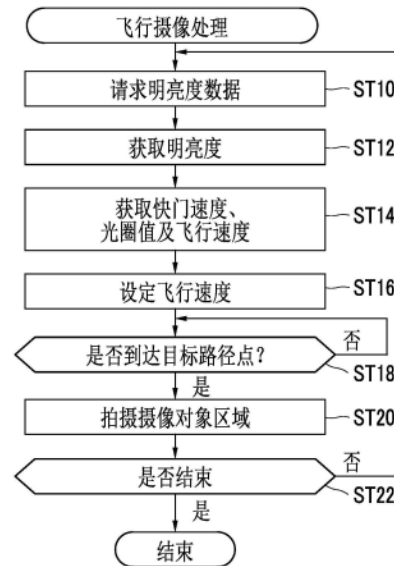 飞行摄像处理
请求明亮度数据
ST10
获取明亮度
ST12
获取快门速度、
光圈值及飞行速度
ST14
设定飞行速度
ST16
是否到达目标路径点?
否
ST18
是
拍摄摄像对象区域
ST20
是否结束
否
ST22
是
结束